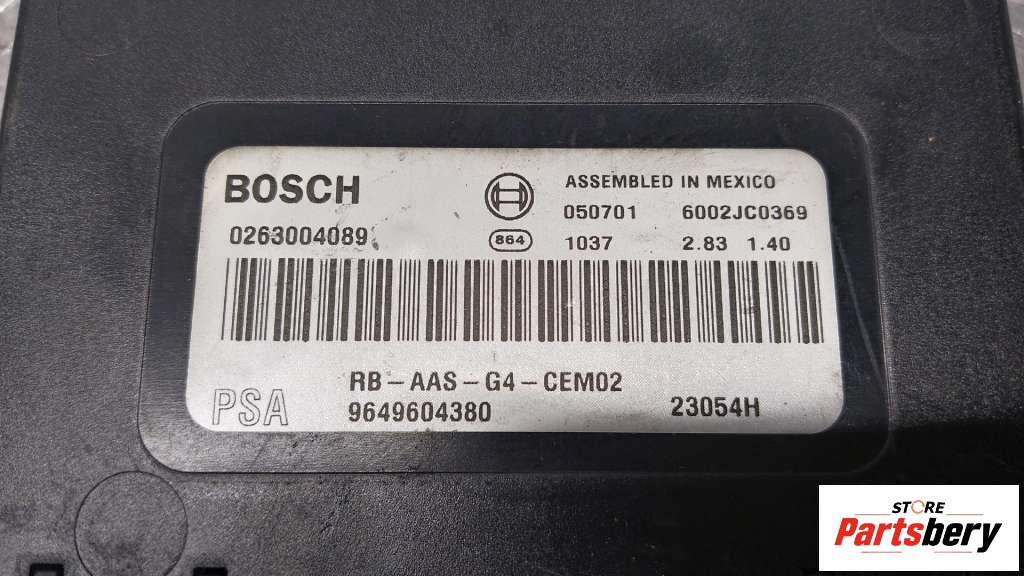 BOSCH
ASSEMBLED IN MEXICO
050701 6002JC0369
0263004089
864
1037 2.83 1.40
RB-AAS-G4-CEM02
PSA
9649604380 23054H
STORE
Partsbery